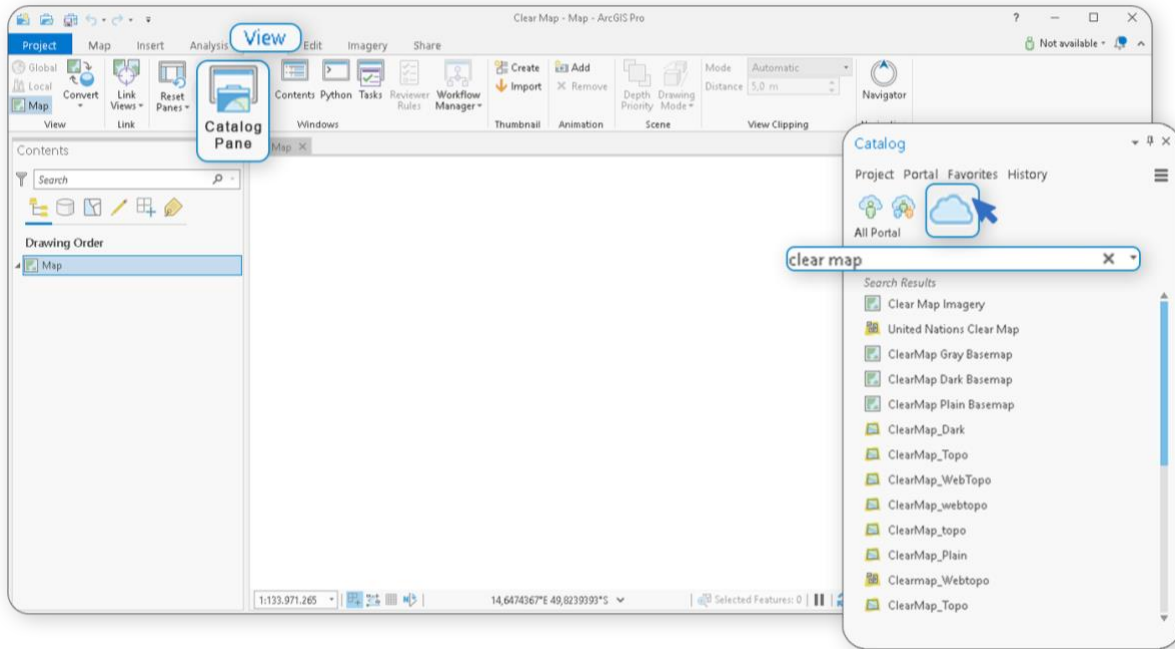 Clear Map - Map - ArcGIS Pro
?
Project Map Insert Analysis View Edit Imagery Share
Not available
Global
Local
Map
Convert
Link Views
Reset Panes
Catalog Pane
Contents Python Tasks Reviewer Rules Workflow Manager
Create
Import
Add
Remove
Depth Priority
Drawing Mode
Mode Automatic
Distance 5,0 m
Navigator
View Link Windows Thumbnail Animation Scene View Clipping
Contents
Search
Drawing Order
Map
Map
1:133.971.265
14,6474367°E 49,8239393°S
Selected Features: 0
Catalog
Project Portal Favorites History
All Portal
clear map
Search Results
Clear Map Imagery
United Nations Clear Map
ClearMap Gray Basemap
ClearMap Dark Basemap
ClearMap Plain Basemap
ClearMap_Dark
ClearMap_Topo
ClearMap_WebTopo
ClearMap_webtopo
ClearMap_topo
ClearMap_Plain
Clearmap_Webtopo
ClearMap_Topo